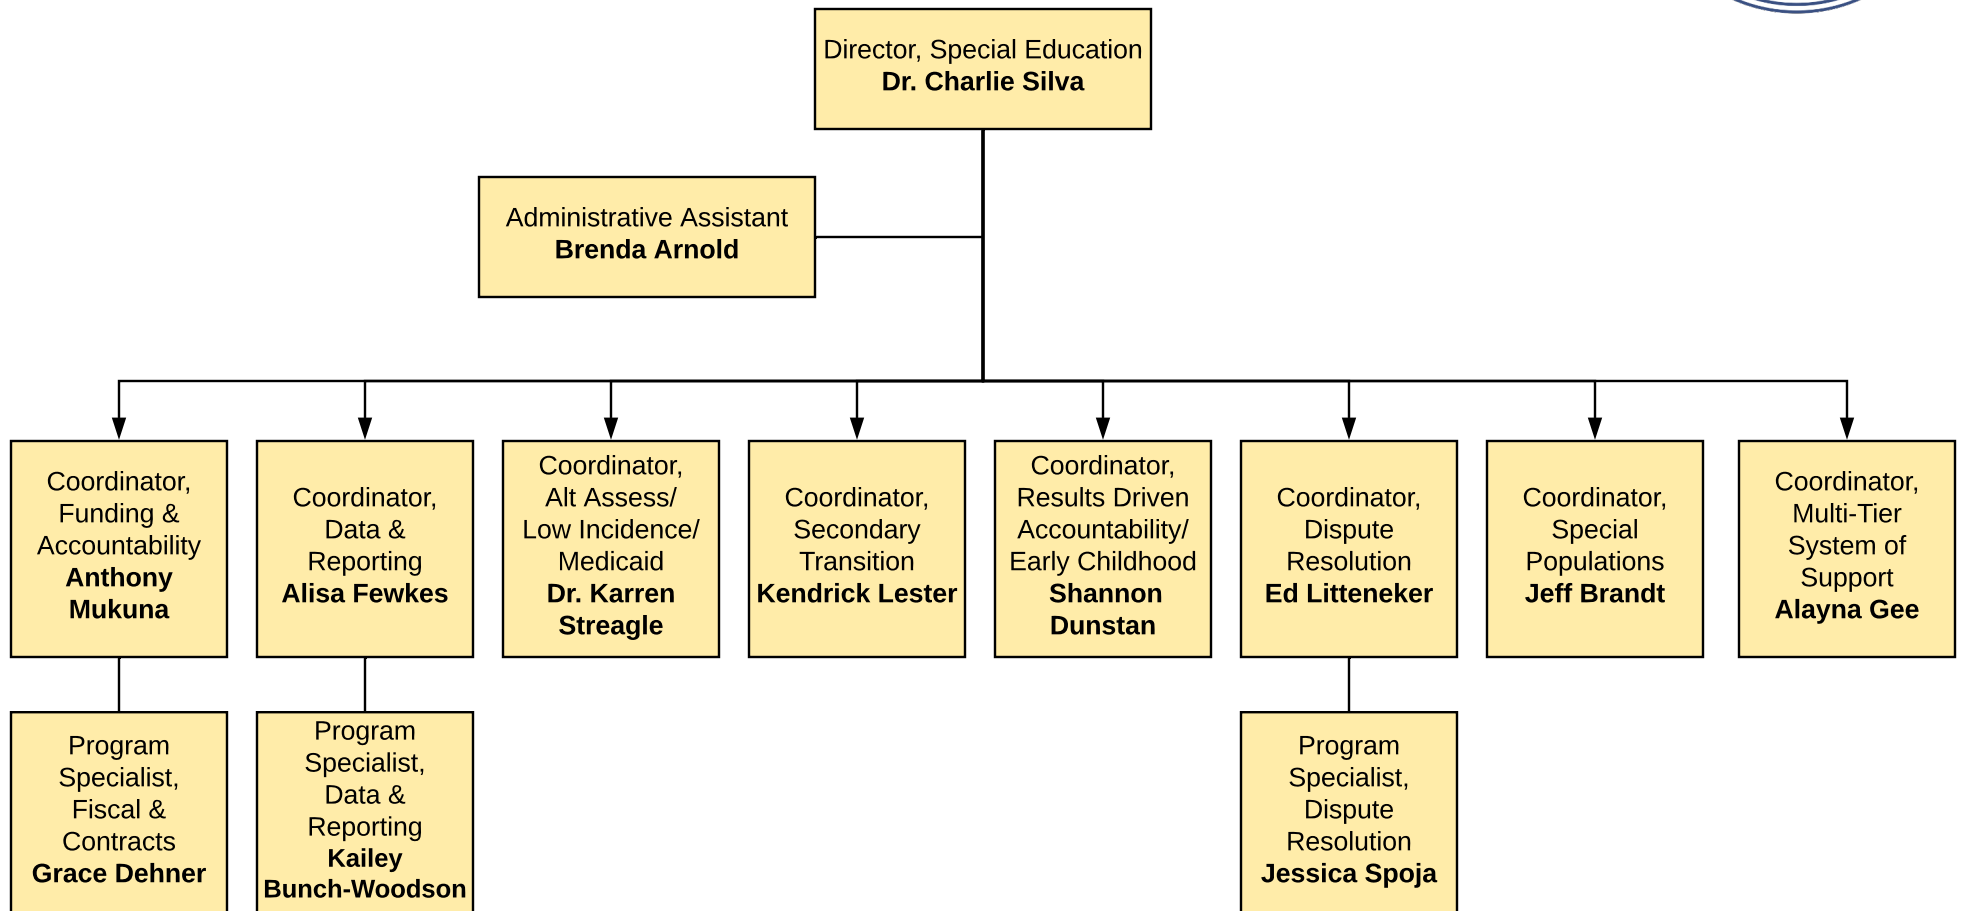 Director, Special Education
Dr. Charlie Silva
Administrative Assistant
Brenda Arnold
Coordinator,
Funding &
Accountability
Anthony
Mukuna
Coordinator,
Data &
Reporting
Alisa Fewkes
Coordinator,
Alt Assess/
Low Incidence/
Medicaid
Dr. Karren
Streagle
Coordinator,
Secondary
Transition
Kendrick Lester
Coordinator,
Results Driven
Accountability/
Early Childhood
Shannon
Dunstan
Coordinator,
Dispute
Resolution
Ed Litteneker
Coordinator,
Special
Populations
Jeff Brandt
Coordinator,
Multi-Tier
System of
Support
Alayna Gee
Program
Specialist,
Fiscal &
Contracts
Grace Dehner
Program
Specialist,
Data &
Reporting
Kailey
Bunch-Woodson
Program
Specialist,
Dispute
Resolution
Jessica Spoja